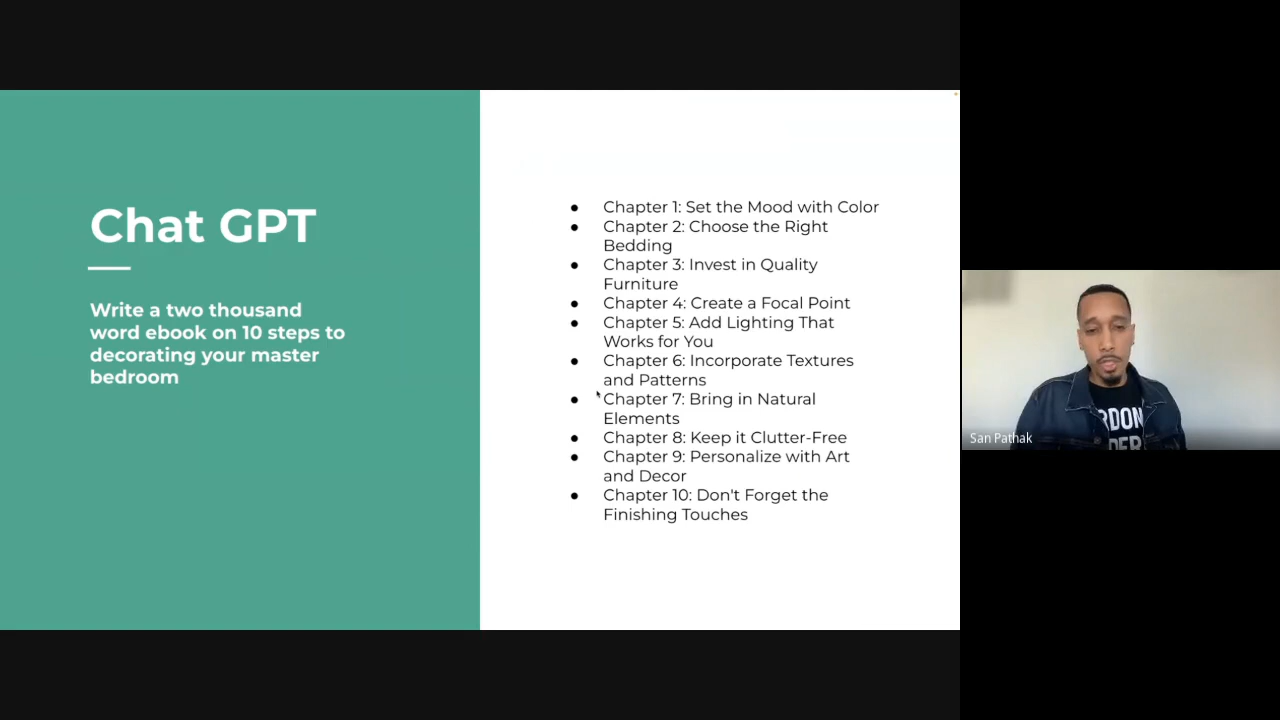 Chat GPT
Write a two thousand
word ebook on 10 steps to
decorating your master
bedroom
● Chapter 1: Set the Mood with Color
● Chapter 2: Choose the Right
Bedding
● Chapter 3: Invest in Quality
Furniture
● Chapter 4: Create a Focal Point
● Chapter 5: Add Lighting That
Works for You
● Chapter 6: Incorporate Textures
and Patterns
● Chapter 7: Bring in Natural
Elements
● Chapter 8: Keep it Clutter-Free
● Chapter 9: Personalize with Art
and Decor
● Chapter 10: Don't Forget the
Finishing Touches
San Pathak